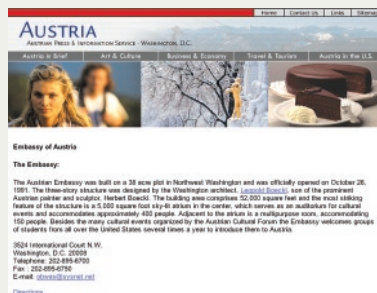 Home Contact Us Links Sitemap
AUSTRIA
AUSTRIAN PRESS & INFORMATION SERVICE - WASHINGTON, D.C.
Austria in Brief Art & Culture Business & Economy Travel & Tourism Austria in the U.S.
Embassy of Austria
The Embassy:
The Austrian Embassy was built on a 38 acre plot in Northwest Washington and was officially opened on October 26,
1991. The three-story structure was designed by the Washington architect, Leopold Boeckl, son of the prominent
Austrian painter and sculptor, Herbert Boeckl. The building area comprises 52,000 square feet and the most striking
feature of the structure is a 5,000 square foot sky-lit atrium in the center, which serves as an auditorium for cultural
events and accommodates approximately 400 people. Adjacent to the atrium is a multipurpose room, accommodating
150 people. Besides the many cultural events organized by the Austrian Cultural Forum the Embassy welcomes groups
of students from all over the United States several times a year to introduce them to Austria.
3524 International Court N.W.
Washington, D.C. 20008
Telephone: 202-895-6700
Fax : 202-895-6750
E-mail:
Directions